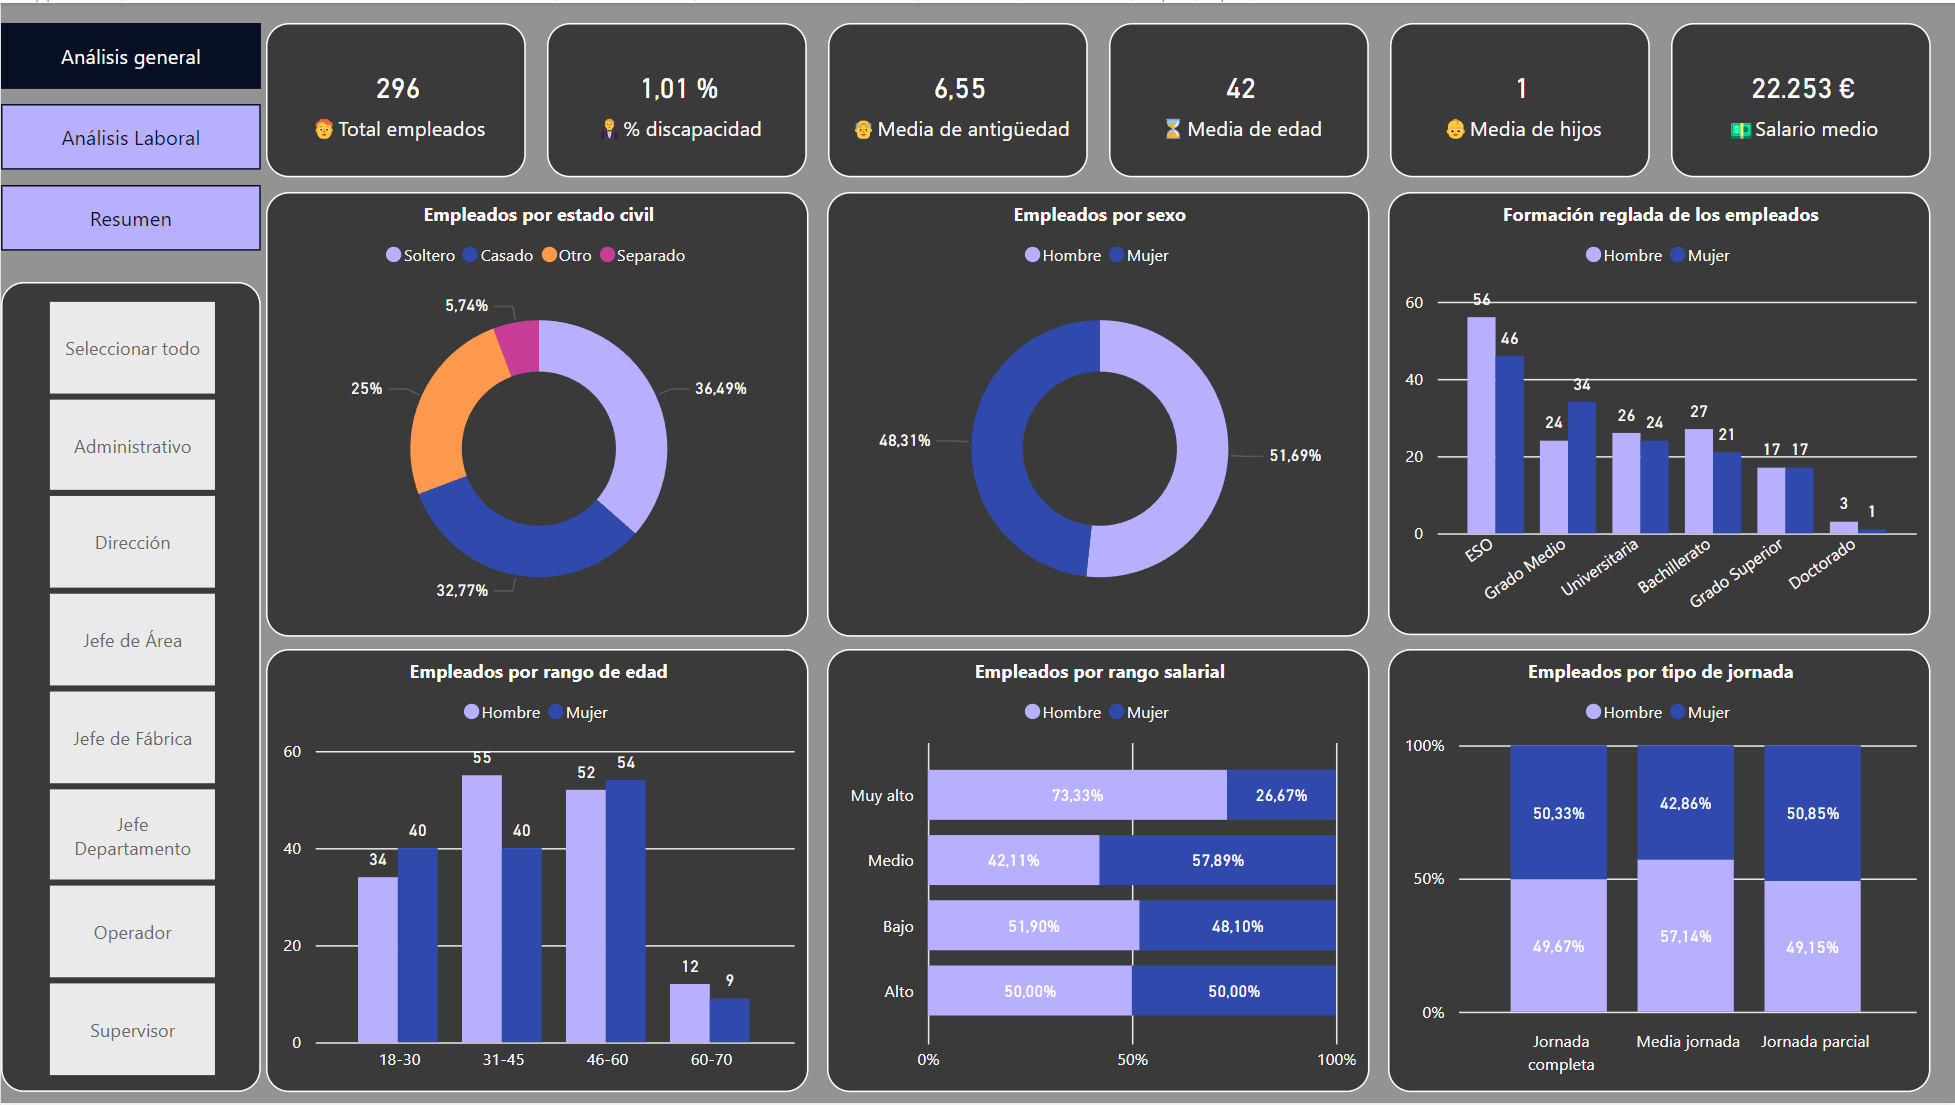 Análisis general
Análisis Laboral
Resumen
Seleccionar todo
Administrativo
Dirección
Jefe de Área
Jefe de Fábrica
Jefe
Departamento
Operador
Supervisor
296
Total empleados
1,01 %
% discapacidad
6,55
Media de antigüedad
42
Media de edad
1
Media de hijos
22.253 €
Salario medio
Empleados por estado civil
Soltero Casado Otro Separado
5,74%
25%
36,49%
32,77%
Empleados por sexo
Hombre Mujer
48,31%
51,69%
Formación reglada de los empleados
Hombre Mujer
60
40
20
0
56
46
24
34
26
24
27
21
17
17
3
1
ESO
Grado Medio
Universitaria
Bachillerato
Grado Superior
Doctorado
Empleados por rango de edad
Hombre Mujer
60
40
20
0
34
40
55
40
52
54
12
9
18-30
31-45
46-60
60-70
Empleados por rango salarial
Hombre Mujer
Muy alto 73,33% 26,67%
Medio 42,11% 57,89%
Bajo 51,90% 48,10%
Alto 50,00% 50,00%
0% 50% 100%
Empleados por tipo de jornada
Hombre Mujer
100%
50%
0%
50,33%
42,86%
50,85%
49,67%
57,14%
49,15%
Jornada
completa
Media jornada
Jornada parcial